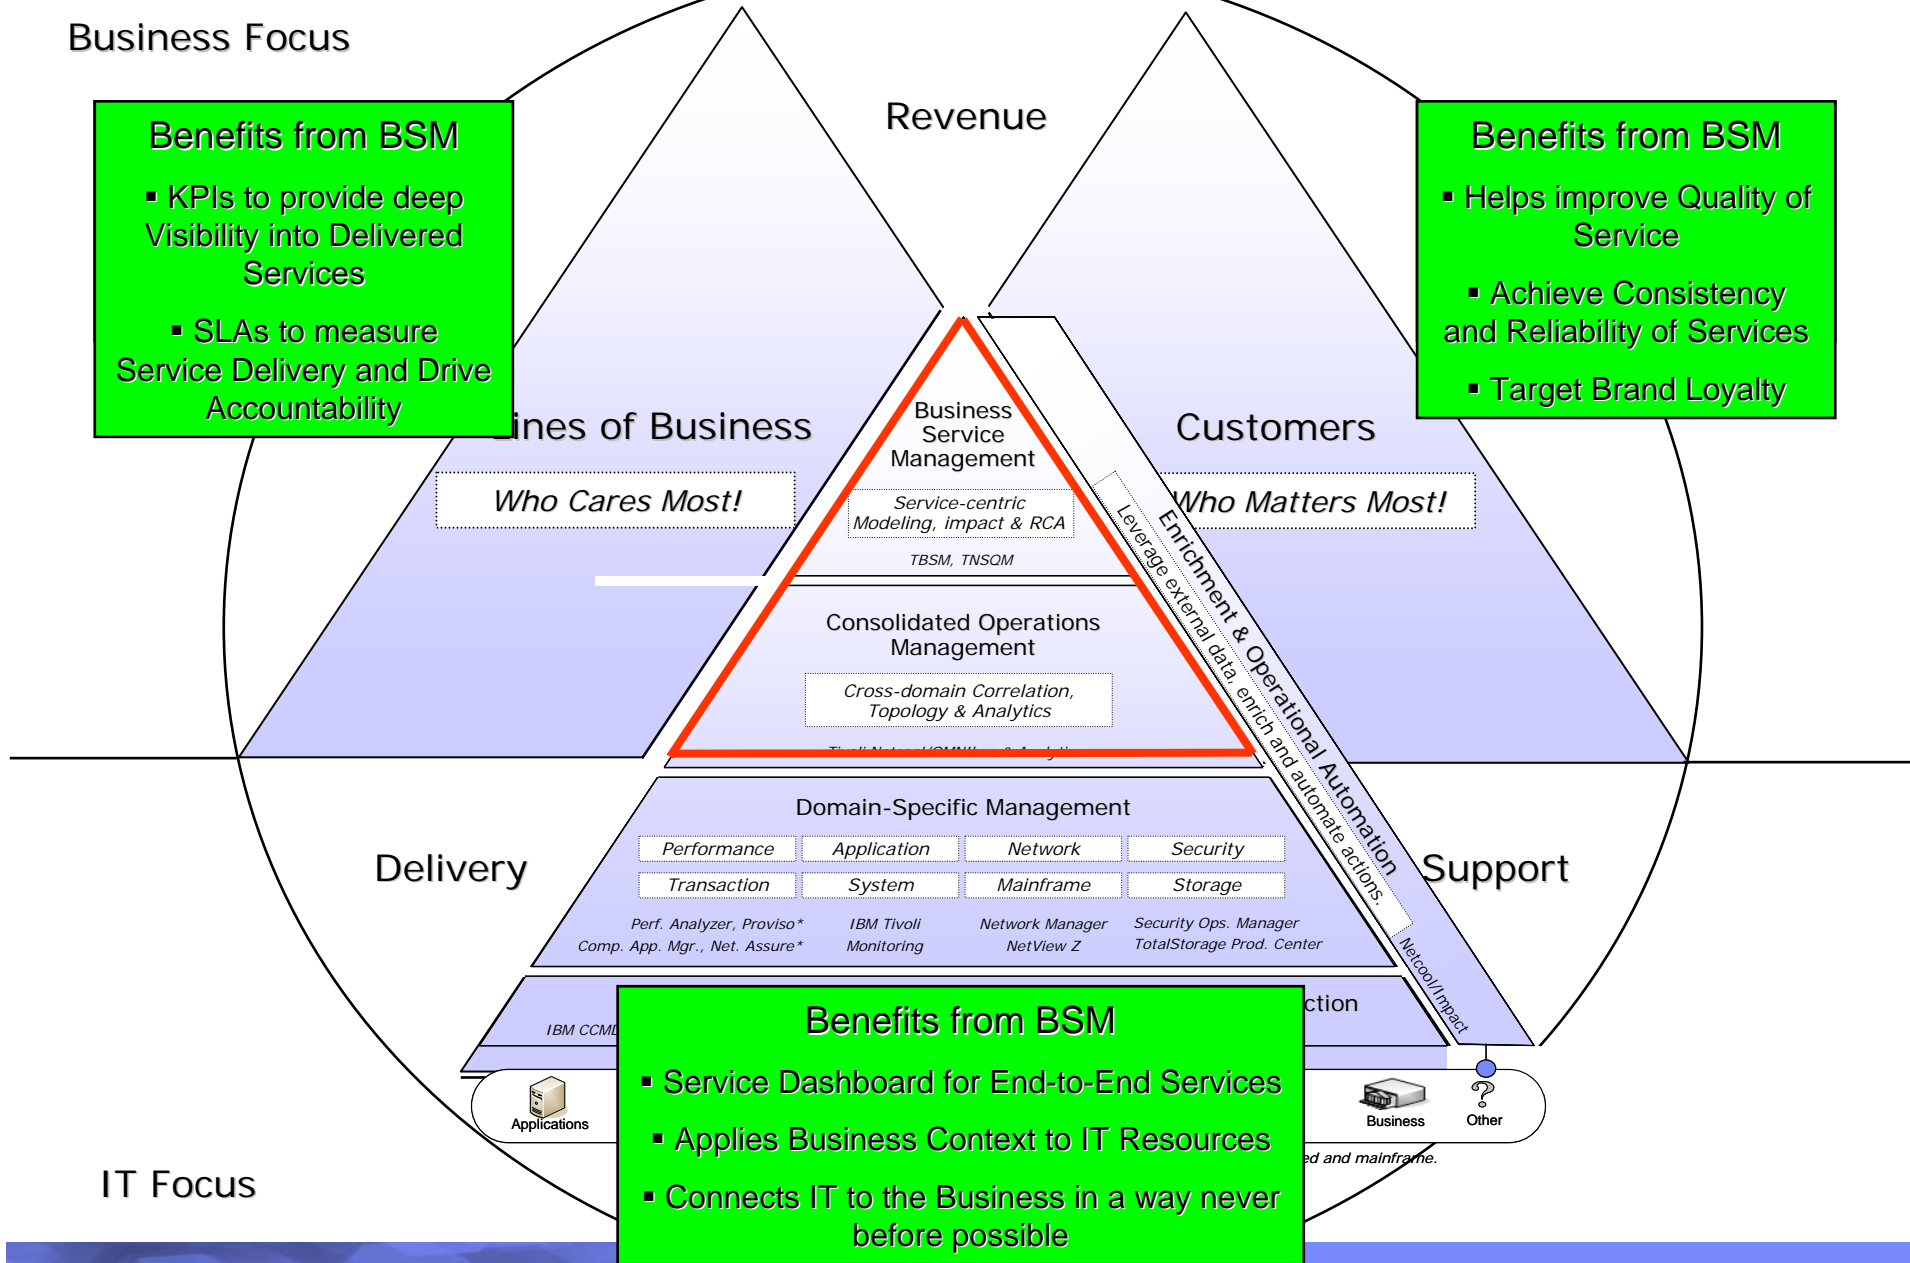 Business Focus
Revenue
Benefits from BSM
▪ KPIs to provide deep
Visibility into Delivered
Services
▪ SLAs to measure
Service Delivery and Drive
Accountability
Benefits from BSM
▪ Helps improve Quality of
Service
▪ Achieve Consistency
and Reliability of Services
▪ Target Brand Loyalty
Lines of Business
Who Cares Most!
Customers
Who Matters Most!
Business
Service
Management
Service-centric
Modeling, impact & RCA
TBSM, TNSQM
Consolidated Operations
Management
Cross-domain Correlation,
Topology & Analytics
Tivoli Netcool/OMNIbus & Analytics
Enrichment & Operational Automation
Leverage external data, enrich and automate actions.
Netcool/Impact
Delivery
Support
Domain-Specific Management
Performance Application Network Security
Transaction System Mainframe Storage
Perf. Analyzer, Proviso* IBM Tivoli Network Manager Security Ops. Manager
Comp. App. Mgr., Net. Assure* Monitoring NetView Z TotalStorage Prod. Center
ction
IBM CCMD
Benefits from BSM
▪ Service Dashboard for End-to-End Services
▪ Applies Business Context to IT Resources
▪ Connects IT to the Business in a way never
before possible
Applications
Business
Other
ed and mainframe.
IT Focus